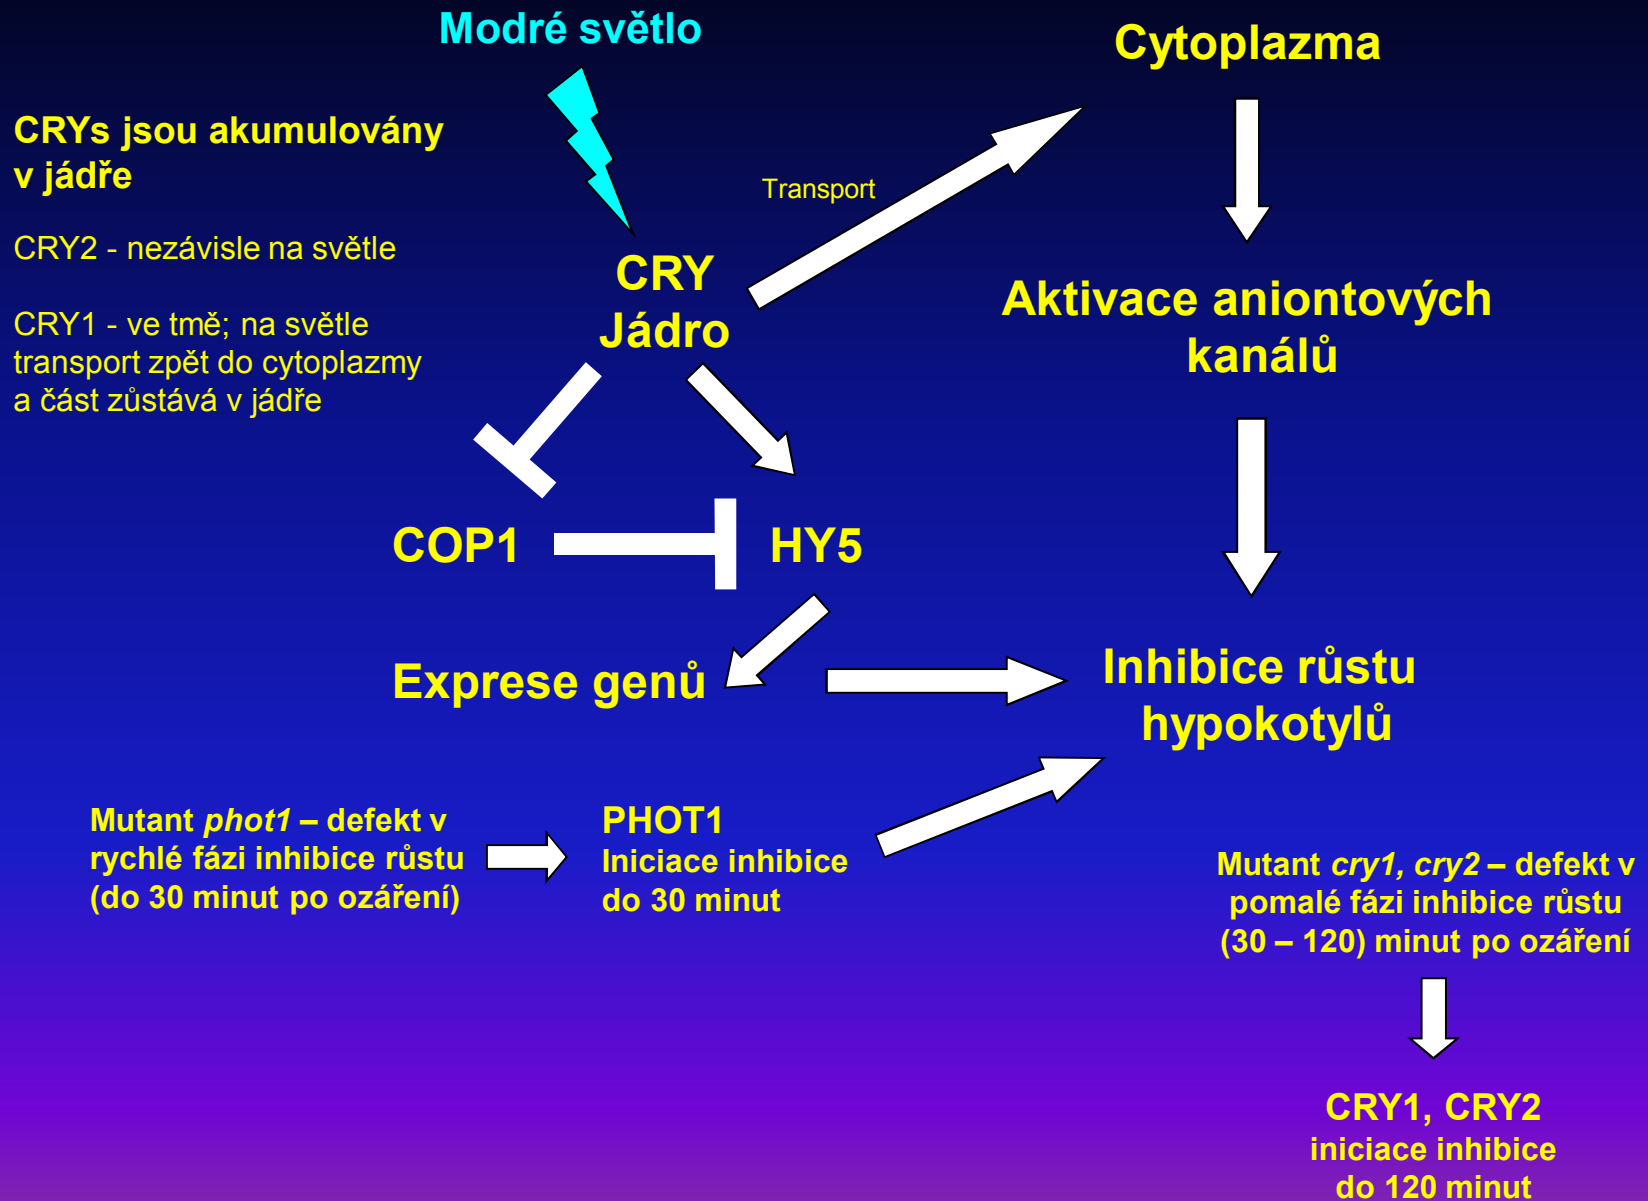 Modré světlo
Cytoplazma
CRYs jsou akumulovány
v jádře
Transport
CRY2 - nezávisle na světle
CRY1 - ve tmě; na světle
transport zpět do cytoplazmy
a část zůstává v jádře
CRY
Jádro
Aktivace aniontových
kanálů
COP1
HY5
Exprese genů
Inhibice růstu
hypokotylů
Mutant phot1 – defekt v
rychlé fázi inhibice růstu
(do 30 minut po ozáření)
PHOT1
Iniciace inhibice
do 30 minut
Mutant cry1, cry2 – defekt v
pomalé fázi inhibice růstu
(30 – 120) minut po ozáření
CRY1, CRY2
iniciace inhibice
do 120 minut